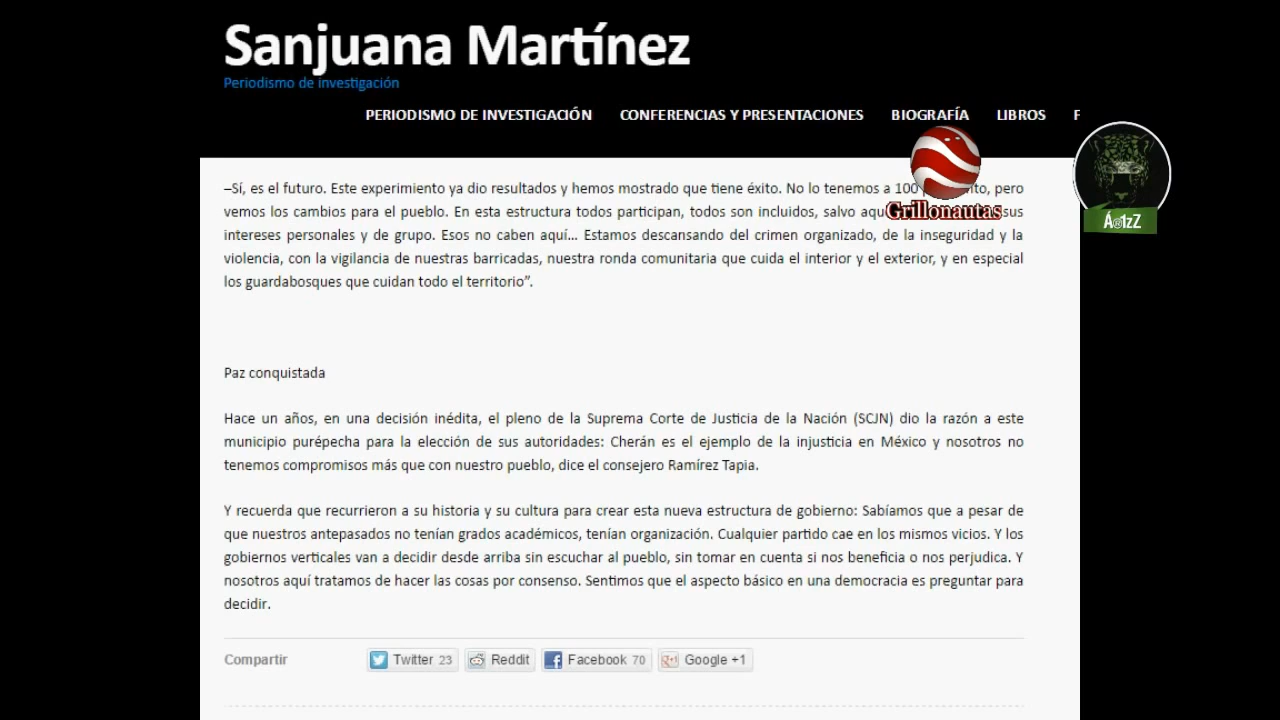 Sanjuana Martínez
Periodismo de investigación
PERIODISMO DE INVESTIGACIÓN CONFERENCIAS Y PRESENTACIONES BIOGRAFÍA LIBROS F
–Sí, es el futuro. Este experimento ya dio resultados y hemos mostrado que tiene éxito. No lo tenemos a 100 pero
vemos los cambios para el pueblo. En esta estructura todos participan, todos son incluidos, salvo sus
Grillonautas
Á@1zZ
intereses personales y de grupo. Esos no caben aquí... Estamos descansando del crimen organizado, de la inseguridad y la
violencia, con la vigilancia de nuestras barricadas, nuestra ronda comunitaria que cuida el interior y el exterior, y en especial
los guardabosques que cuidan todo el territorio”.
Paz conquistada
Hace un años, en una decisión inédita, el pleno de la Suprema Corte de Justicia de la Nación (SCJN) dio la razón a este
municipio purépecha para la elección de sus autoridades: Cherán es el ejemplo de la injusticia en México y nosotros no
tenemos compromisos más que con nuestro pueblo, dice el consejero Ramírez Tapia.
Y recuerda que recurrieron a su historia y su cultura para crear esta nueva estructura de gobierno: Sabíamos que a pesar de
que nuestros antepasados no tenían grados académicos, tenían organización. Cualquier partido cae en los mismos vicios. Y los
gobiernos verticales van a decidir desde arriba sin escuchar al pueblo, sin tomar en cuenta si nos beneficia o nos perjudica. Y
nosotros aquí tratamos de hacer las cosas por consenso. Sentimos que el aspecto básico en una democracia es preguntar para
decidir.
Compartir Twitter 23 Reddit Facebook 70 Google +1